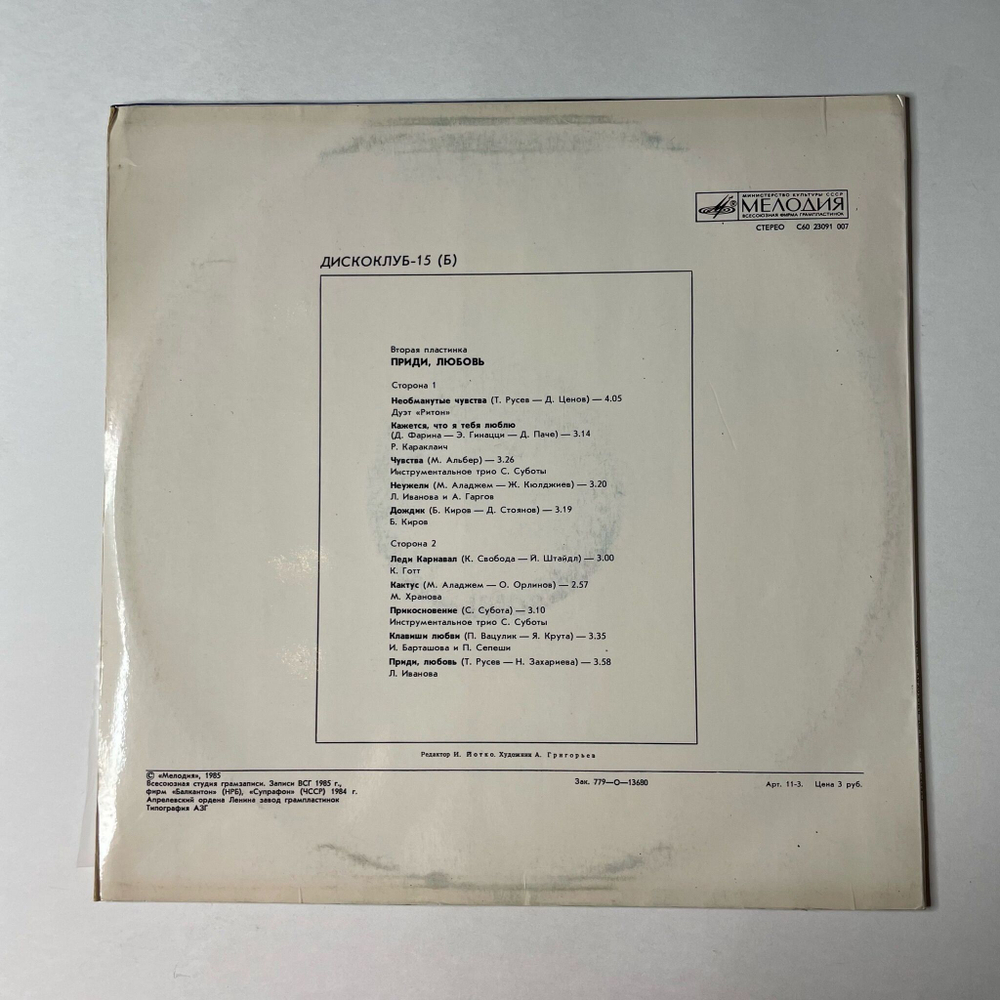 МИНИСТЕРСТВО КУЛЬТУРЫ СССР
МЕЛОДИЯ
ВСЕСОЮЗНАЯ ФИРМА ГРАМПЛАСТИНОК
СТЕРЕО С60 23091 007
ДИСКОКЛУБ-15 (Б)
Вторая пластинка
ПРИДИ, ЛЮБОВЬ
Сторона 1
Необманутые чувства (Т. Русев — Д. Ценов) — 4.05
Дуэт «Ритон»
Кажется, что я тебя люблю
(Д. Фарина — Э. Гинацци — Д. Паче) — 3.14
Р. Караклаич
Чувства (М. Альбер) — 3.26
Инструментальное трио С. Суботы
Неужели (М. Аладжем — Ж. Кюлджиев) — 3.20
Л. Иванова и А. Гаргов
Дождик (Б. Киров — Д. Стоянов) — 3.19
Б. Киров
Сторона 2
Леди Карнавал (К. Свобода — Й. Штайдл) — 3.00
К. Готт
Кактус (М. Аладжем — О. Орлинов) — 2.57
М. Хранова
Прикосновение (С. Субота) — 3.10
Инструментальное трио С. Суботы
Клавиши любви (П. Вацулик — Я. Крута) — 3.35
И. Барташова и П. Сепеши
Приди, любовь (Т. Русев — Н. Захариева) — 3.58
Л. Иванова
Редактор И. Йотко. Художник А. Григорьев
© «Мелодия», 1985
Всесоюзная студия грамзаписи. Записи ВСГ 1985 г.,
фирм «Балкантон» (НРБ), «Супрафон» (ЧССР) 1984 г.
Апрелевский ордена Ленина завод грампластинок
Типография АЗГ
Зак. 779—О—13680
Арт. 11-3. Цена 3 руб.